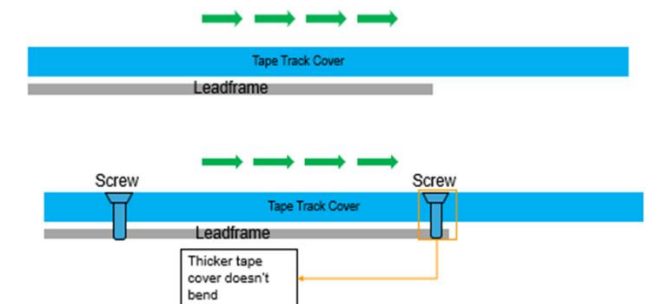 Tape Track Cover
Leadframe
Screw
Screw
Tape Track Cover
Leadframe
Thicker tape
cover doesn't
bend